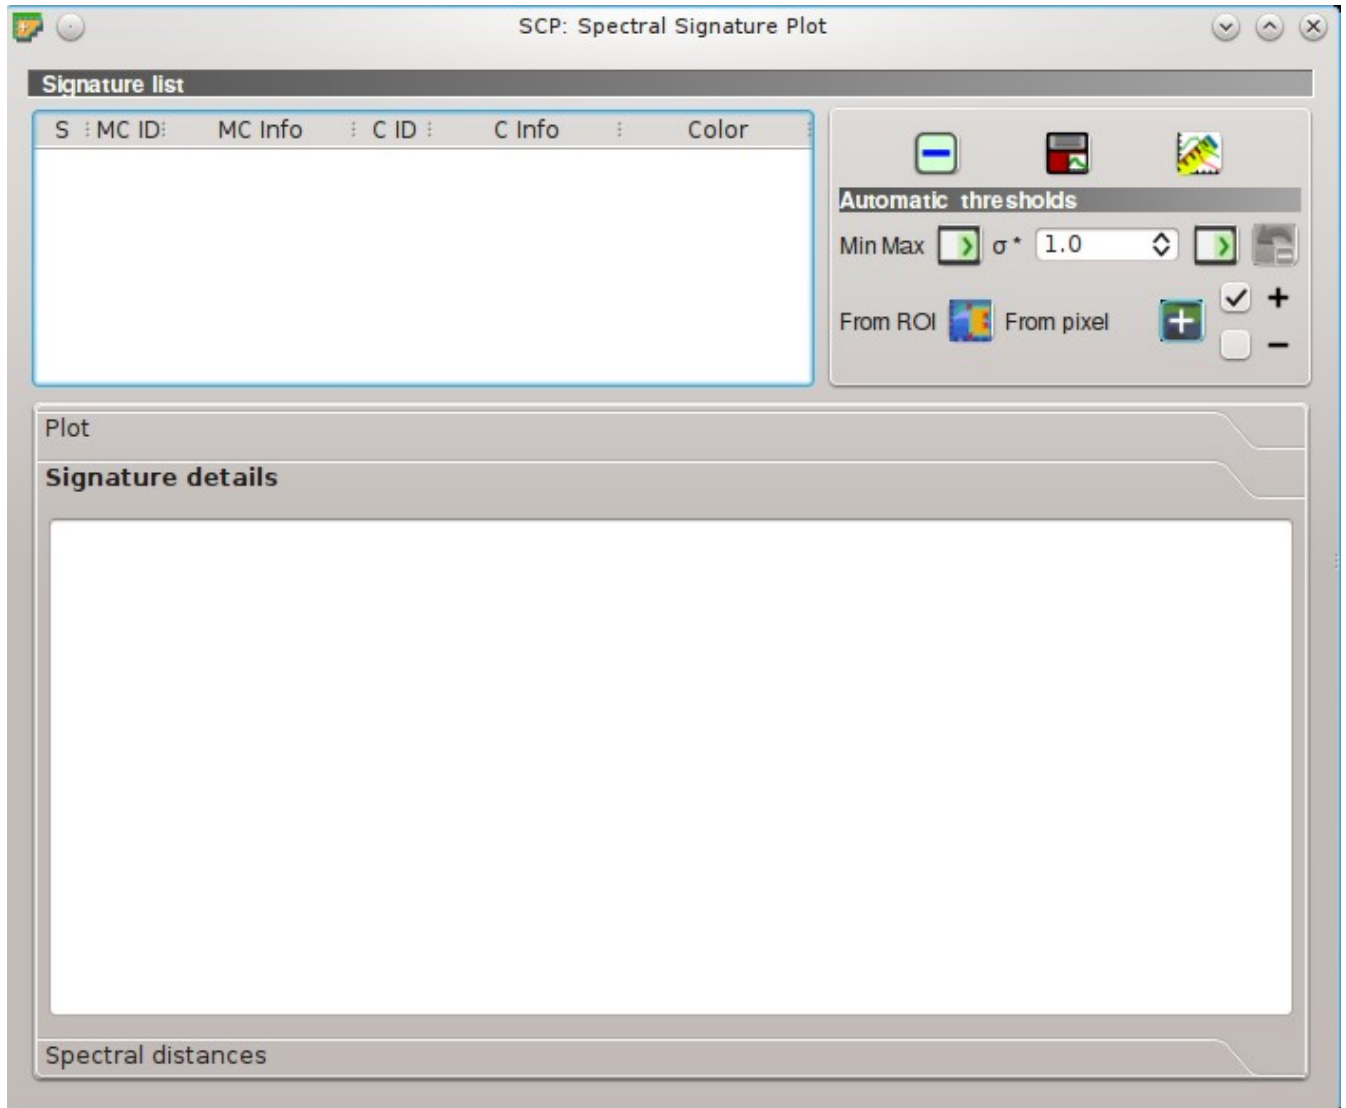 SCP: Spectral Signature Plot
Signature list
S MC ID MC Info C ID C Info Color
Automatic thresholds
Min Max σ * 1.0
From ROI From pixel + −
Plot
Signature details
Spectral distances